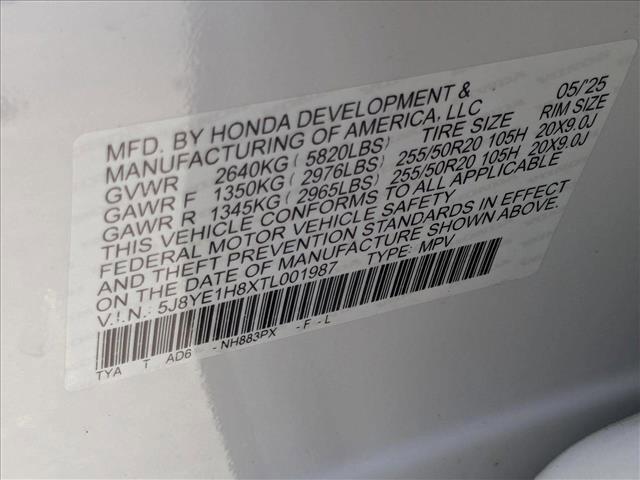 MFD. BY HONDA DEVELOPMENT & 05/'25
MANUFACTURING OF AMERICA, LLC
TIRE SIZE RIM SIZE
GVWR 2640KG ( 5820LBS)
GAWR F 1350KG ( 2976LBS) 255/50R20 105H 20X9.0J
GAWR R 1345KG ( 2965LBS) 255/50R20 105H 20X9.0J
THIS VEHICLE CONFORMS TO ALL APPLICABLE
FEDERAL MOTOR VEHICLE SAFETY
AND THEFT PREVENTION STANDARDS IN EFFECT
ON THE DATE OF MANUFACTURE SHOWN ABOVE.
V.I.N.: 5J8YE1H8XTL001987 TYPE: MPV
TYA T AD6 -NH883PX -F-L